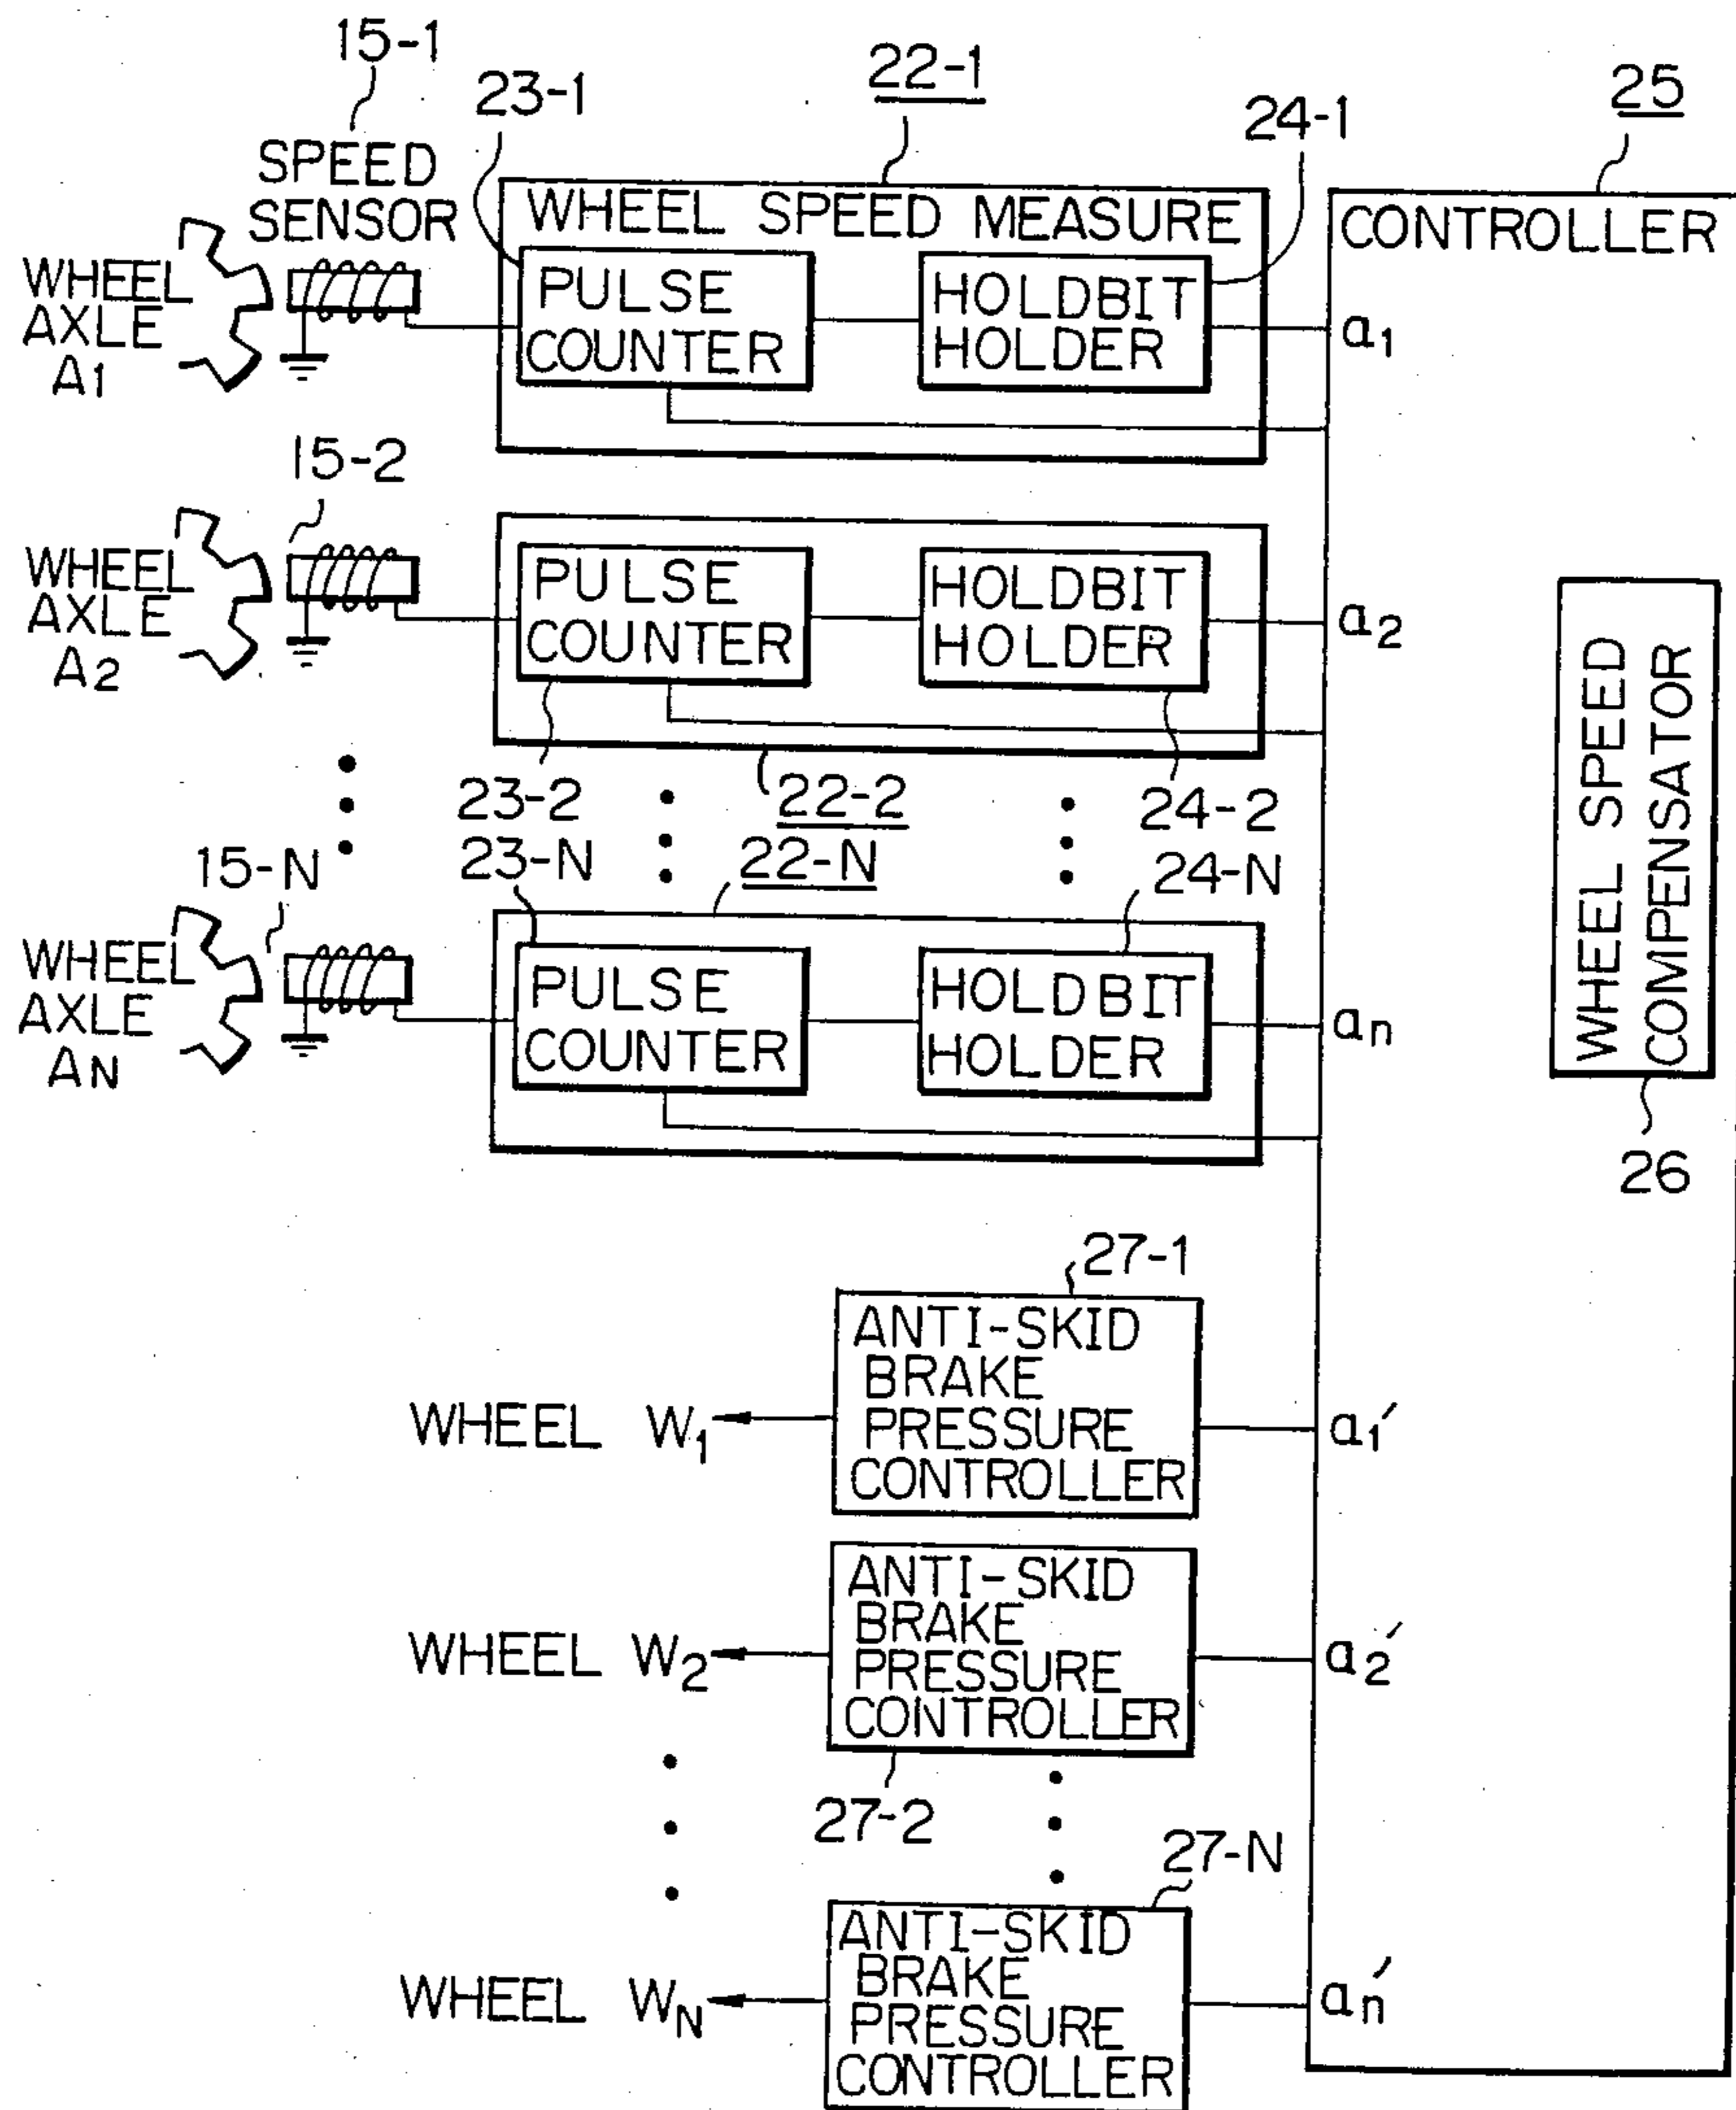 15-1
22-1
25
23-1
24-1
SPEED
SENSOR
WHEEL SPEED MEASURE
CONTROLLER
WHEEL
AXLE
A1
PULSE
COUNTER
HOLDBIT
HOLDER
a1
15-2
WHEEL
AXLE
A2
PULSE
COUNTER
HOLDBIT
HOLDER
a2
WHEEL SPEED
COMPENSATOR
23-2
22-2
24-2
15-N
23-N
22-N
24-N
WHEEL
AXLE
AN
PULSE
COUNTER
HOLDBIT
HOLDER
an
26
27-1
ANTI-SKID
BRAKE
PRESSURE
CONTROLLER
WHEEL W1
a1'
ANTI-SKID
BRAKE
PRESSURE
CONTROLLER
WHEEL W2
a2'
27-2
27-N
ANTI-SKID
BRAKE
PRESSURE
CONTROLLER
WHEEL WN
an'